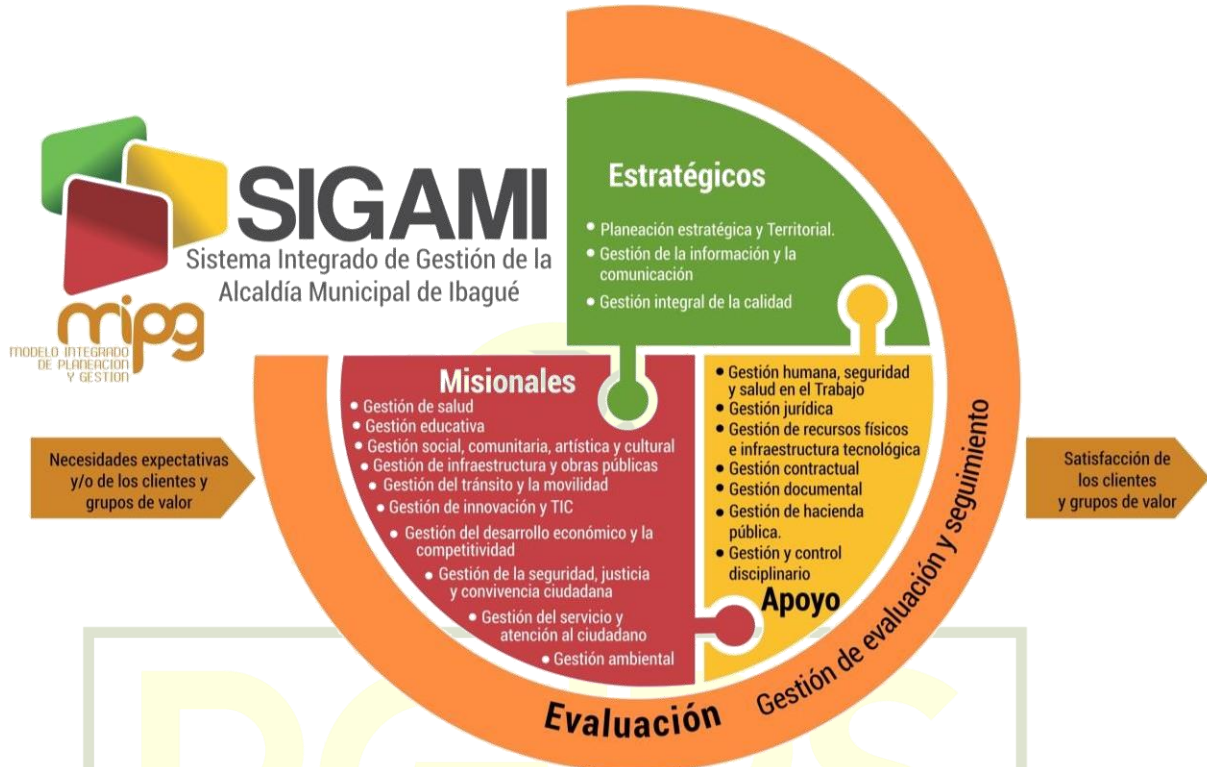 SIGAMI
Sistema Integrado de Gestión de la
Alcaldía Municipal de Ibagué
mipg
MODELO INTEGRADO
DE PLANEACION
Y GESTION
Necesidades expectativas
y/o de los clientes y
grupos de valor
Estratégicos
• Planeación estratégica y Territorial.
• Gestión de la información y la
comunicación
• Gestión integral de la calidad
Misionales
• Gestión de salud
• Gestión educativa
• Gestión social, comunitaria, artística y cultural
• Gestión de infraestructura y obras públicas
• Gestión del tránsito y la movilidad
• Gestión de innovación y TIC
• Gestión del desarrollo económico y la
competitividad
• Gestión de la seguridad, justicia
y convivencia ciudadana
• Gestión del servicio y
atención al ciudadano
• Gestión ambiental
• Gestión humana, seguridad
y salud en el Trabajo
• Gestión jurídica
• Gestión de recursos físicos
e infraestructura tecnológica
• Gestión contractual
• Gestión documental
• Gestión de hacienda
pública.
• Gestión y control
disciplinario
Apoyo
Evaluación
Gestión de evaluación y seguimiento
Satisfacción de
los clientes
y grupos de valor